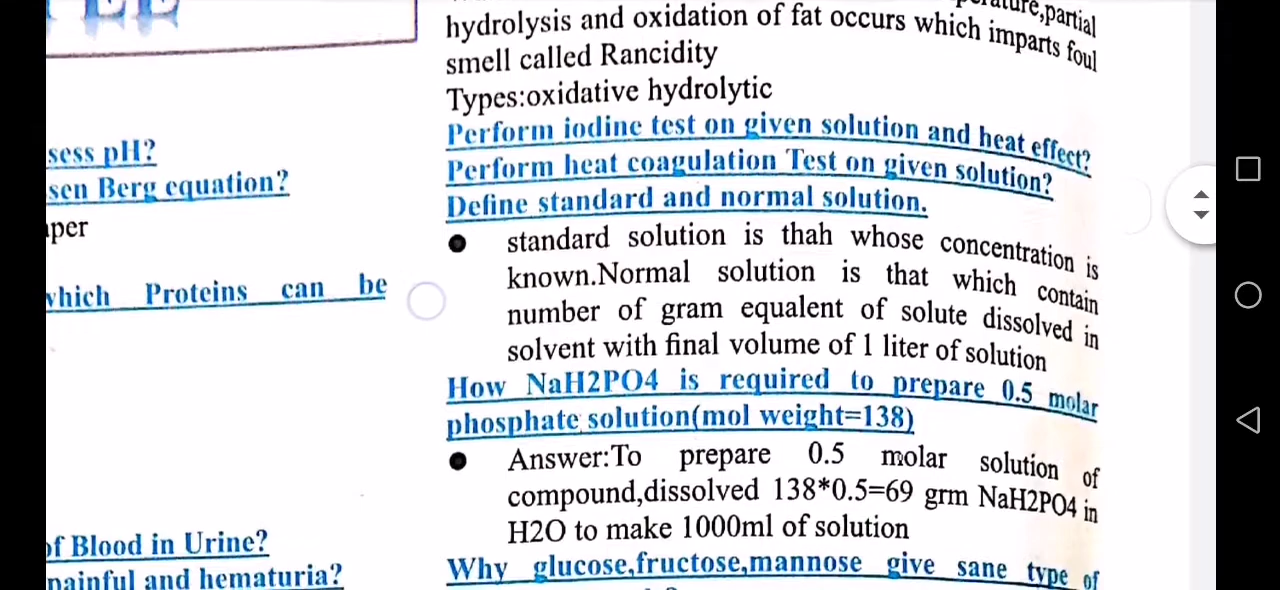 sess pH?
sen Berg equation?
per
which Proteins can be
of Blood in Urine?
painful and hematuria?
perature,partial
hydrolysis and oxidation of fat occurs which imparts foul
smell called Rancidity
Types:oxidative hydrolytic
Perform iodine test on given solution and heat effect?
Perform heat coagulation Test on given solution?
Define standard and normal solution.
● standard solution is thah whose concentration is
known.Normal solution is that which contain
number of gram equalent of solute dissolved in
solvent with final volume of 1 liter of solution
How NaH2PO4 is required to prepare 0.5 molar
phosphate solution(mol weight=138)
● Answer:To prepare 0.5 molar solution of
compound,dissolved 138*0.5=69 grm NaH2PO4 in
H2O to make 1000ml of solution
Why glucose,fructose,mannose give sane type of